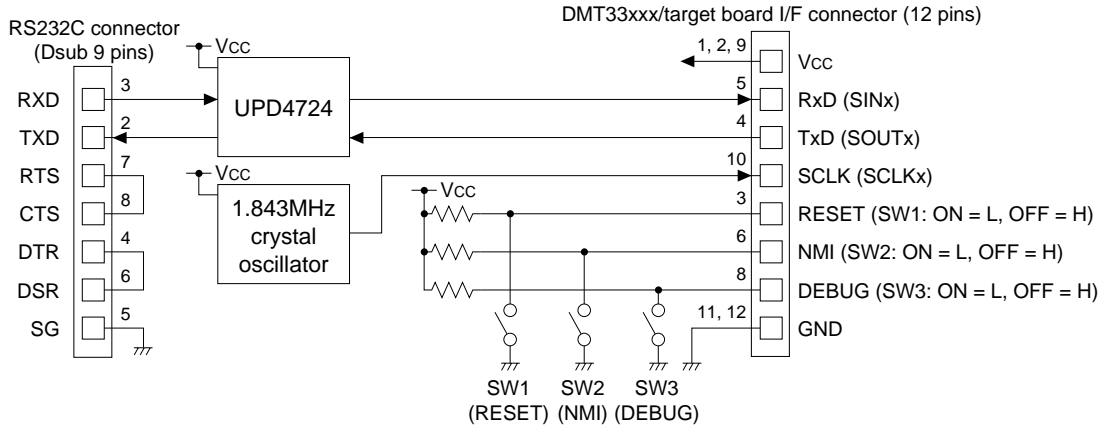 DMT33xxx/target board I/F connector (12 pins)
RS232C connector
(Dsub 9 pins)
VCC
1, 2, 9
VCC
RXD
3
UPD4724
5
RxD (SINx)
TXD
2
4
TxD (SOUTx)
RTS
7
VCC
10
SCLK (SCLKx)
CTS
8
1.843MHz
crystal
oscillator
VCC
3
RESET (SW1: ON = L, OFF = H)
DTR
4
6
NMI (SW2: ON = L, OFF = H)
DSR
6
8
DEBUG (SW3: ON = L, OFF = H)
SG
5
11, 12
GND
SW1
(RESET)
SW2
(NMI)
SW3
(DEBUG)